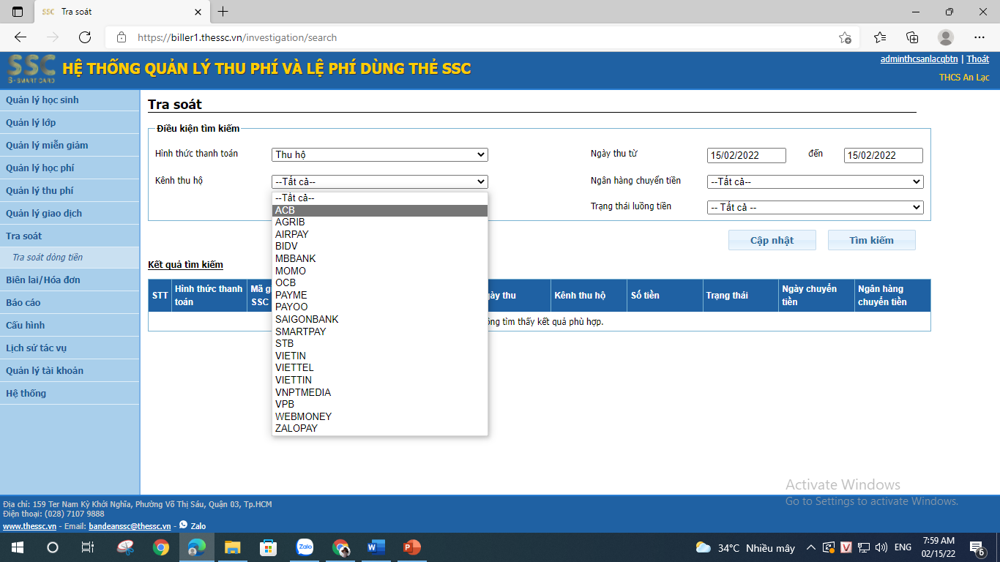 Tra soát
https://biller1.thessc.vn/investigation/search
SSC
S-SMART CARD
HỆ THỐNG QUẢN LÝ THU PHÍ VÀ LỆ PHÍ DÙNG THẺ SSC
adminthcsanlacqbtn | Thoát
THCS An Lạc
Quản lý học sinh
Quản lý lớp
Quản lý miễn giảm
Quản lý học phí
Quản lý thu phí
Quản lý giao dịch
Tra soát
Tra soát dòng tiền
Biên lai/Hóa đơn
Báo cáo
Cấu hình
Lịch sử tác vụ
Quản lý tài khoản
Hệ thống
Tra soát
Điều kiện tìm kiếm
Hình thức thanh toán Thu hộ Ngày thu từ 15/02/2022 đến 15/02/2022
Kênh thu hộ --Tất cả-- Ngân hàng chuyển tiền --Tất cả--
Trạng thái luồng tiền -- Tất cả --
--Tất cả--
ACB
AGRIB
AIRPAY
BIDV
MBBANK
MOMO
OCB
PAYME
PAYOO
SAIGONBANK
SMARTPAY
STB
VIETIN
VIETTEL
VIETTIN
VNPTMEDIA
VPB
WEBMONEY
ZALOPAY
Cập nhật Tìm kiếm
Kết quả tìm kiếm
STT Hình thức thanh toán Mã SSC thu Kênh thu hộ Số tiền Trạng thái Ngày chuyển tiền Ngân hàng chuyển tiền
tìm thấy kết quả phù hợp.
Activate Windows
Go to Settings to activate Windows.
Địa chỉ: 159 Ter Nam Kỳ Khởi Nghĩa, Phường Võ Thị Sáu, Quận 03, Tp.HCM
Điện thoại: (028) 7107 9888
www.thessc.vn - Email: bandeanssc@thessc.vn - Zalo
Zalo
34°C Nhiều mây
ENG
7:59 AM
02/15/22
6